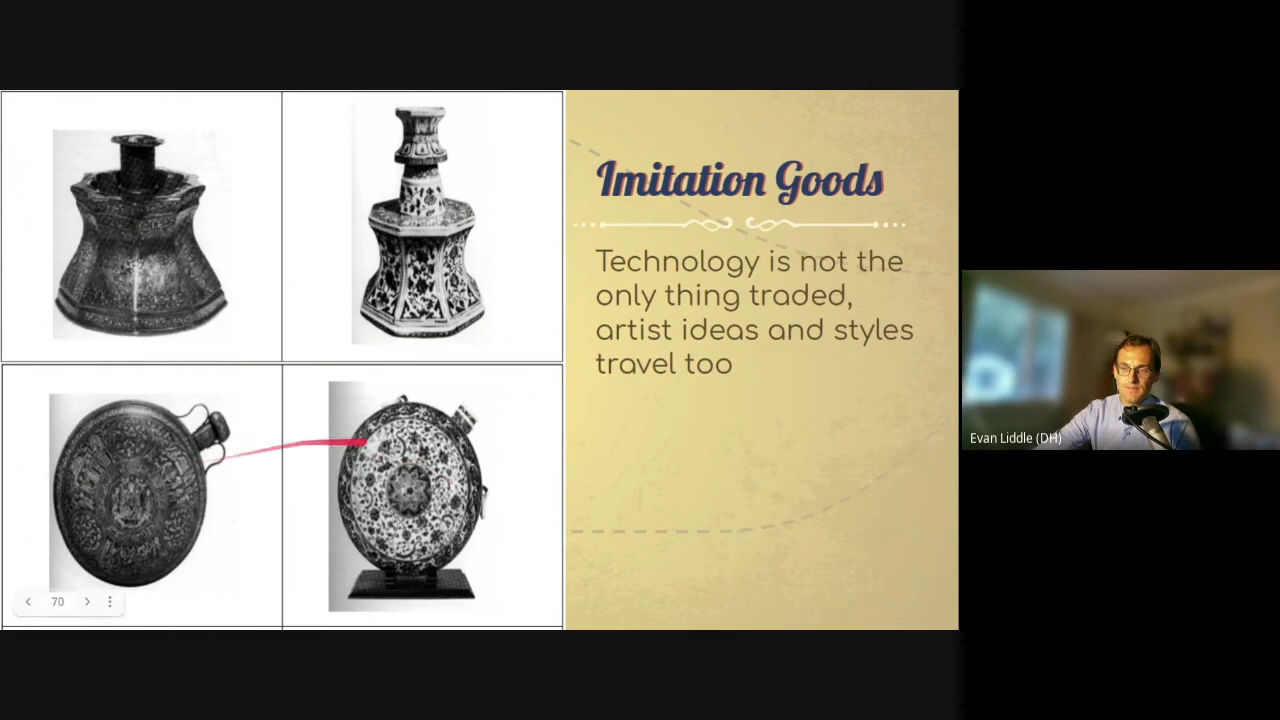 Imitation Goods
Technology is not the
only thing traded,
artist ideas and styles
travel too
Evan Liddle (DH)
70